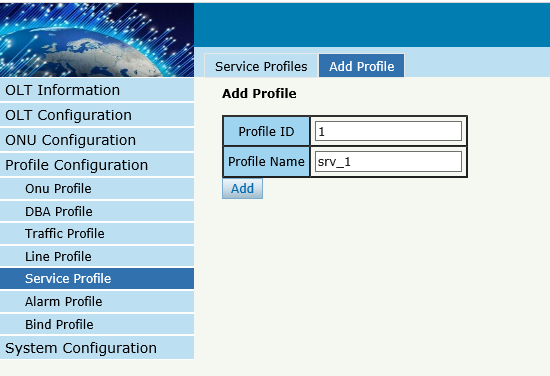 Service Profiles
Add Profile
OLT Information
OLT Configuration
ONU Configuration
Profile Configuration
Onu Profile
DBA Profile
Traffic Profile
Line Profile
Service Profile
Alarm Profile
Bind Profile
System Configuration
Add Profile
Profile ID 1
Profile Name srv_1
Add